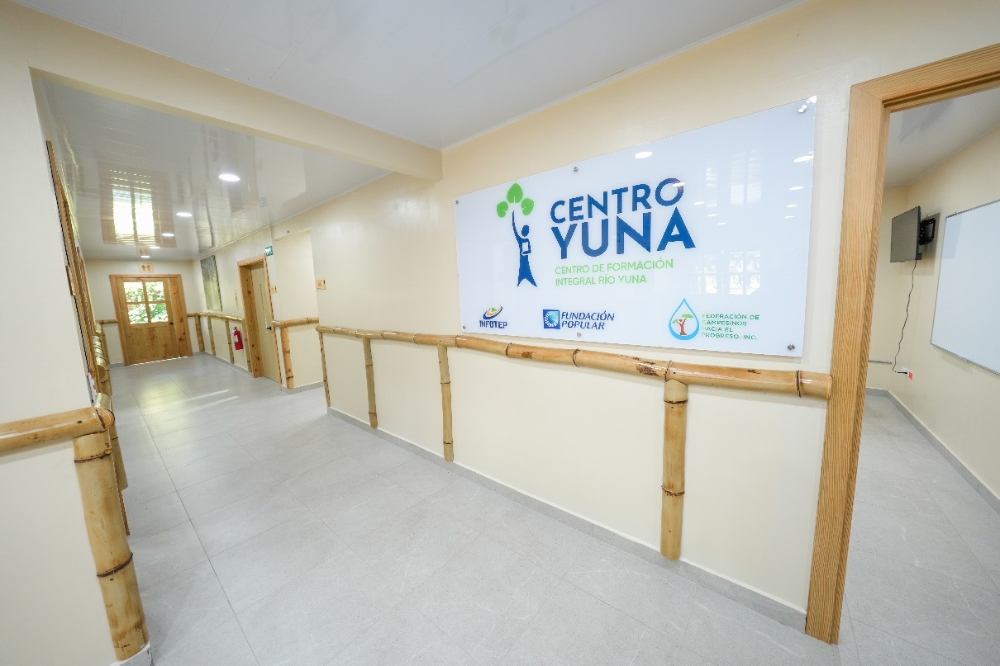 CENTRO
YUNA
CENTRO DE FORMACIÓN
INTEGRAL RÍO YUNA
INFOTEP
FUNDACIÓN
POPULAR
FEDERACIÓN DE
CAMPESINOS
HACIA EL
PROGRESO, INC.